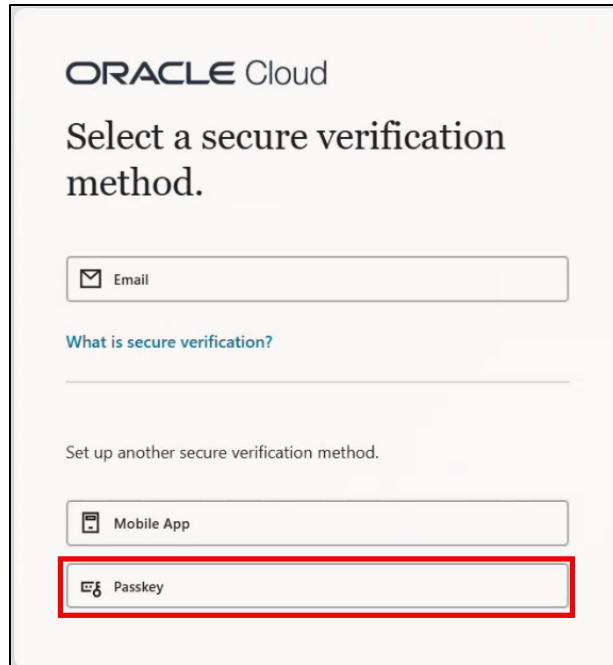 ORACLE Cloud
Select a secure verification
method.
Email
What is secure verification?
Set up another secure verification method.
Mobile App
Passkey